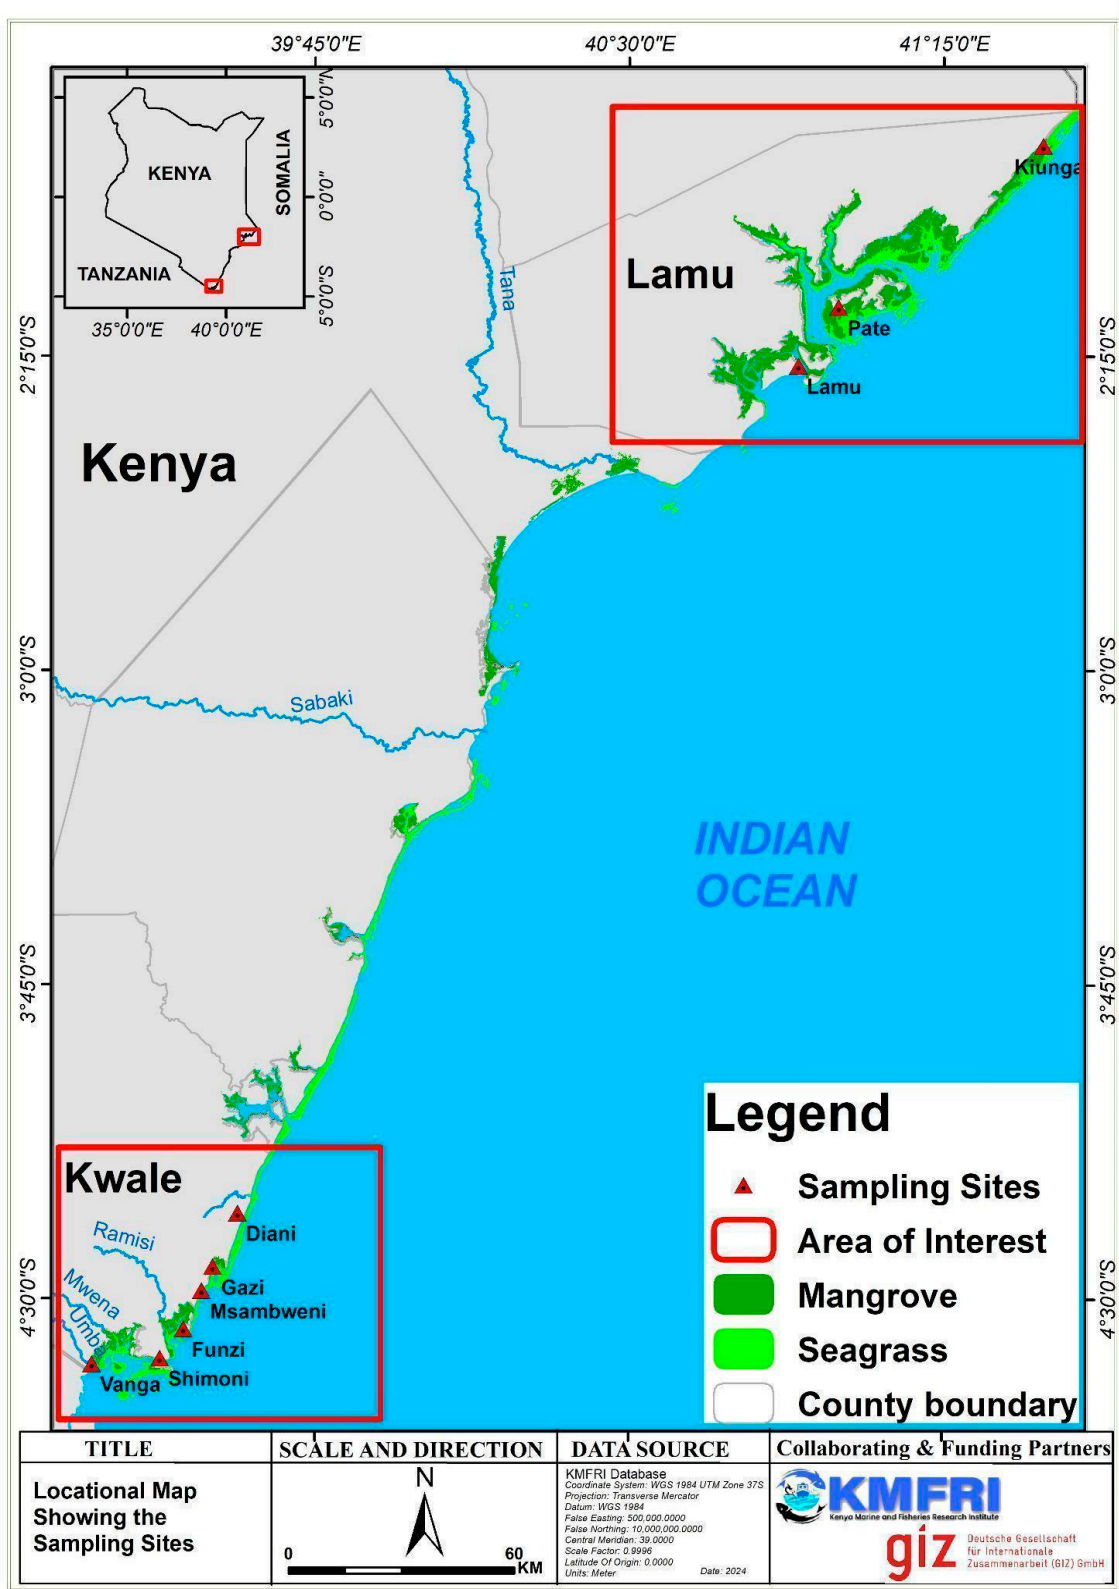 39°45'0"E 40°30'0"E 41°15'0"E
5°0'0"N
KENYA
SOMALIA
0°0'0"
TANZANIA
5°0'0"S
35°0'0"E 40°0'0"E
Kiunga
Lamu
Tana
Pate
Lamu
2°15'0"S 2°15'0"S
Kenya
3°0'0"S 3°0'0"S
Sabaki
INDIAN
OCEAN
3°45'0"S 3°45'0"S
Kwale
Diani
Ramisi
Gazi
Mwena
Msambweni
Umba
Funzi
Shimoni
Vanga
4°30'0"S 4°30'0"S
Legend
Sampling Sites
Area of Interest
Mangrove
Seagrass
County boundary
TITLE
Locational Map
Showing the
Sampling Sites
SCALE AND DIRECTION
N
0 60
KM
DATA SOURCE
KMFRI Database
Coordinate System: WGS 1984 UTM Zone 37S
Projection: Transverse Mercator
Datum: WGS 1984
False Easting: 500,000.0000
False Northing: 10,000,000.0000
Central Meridian: 39.0000
Scale Factor: 0.9996
Latitude Of Origin: 0.0000
Units: Meter Date: 2024
Collaborating & Funding Partners
KMFRI
Kenya Marine and Fisheries Research Institute
giz
Deutsche Gesellschaft
für Internationale
Zusammenarbeit (GIZ) GmbH